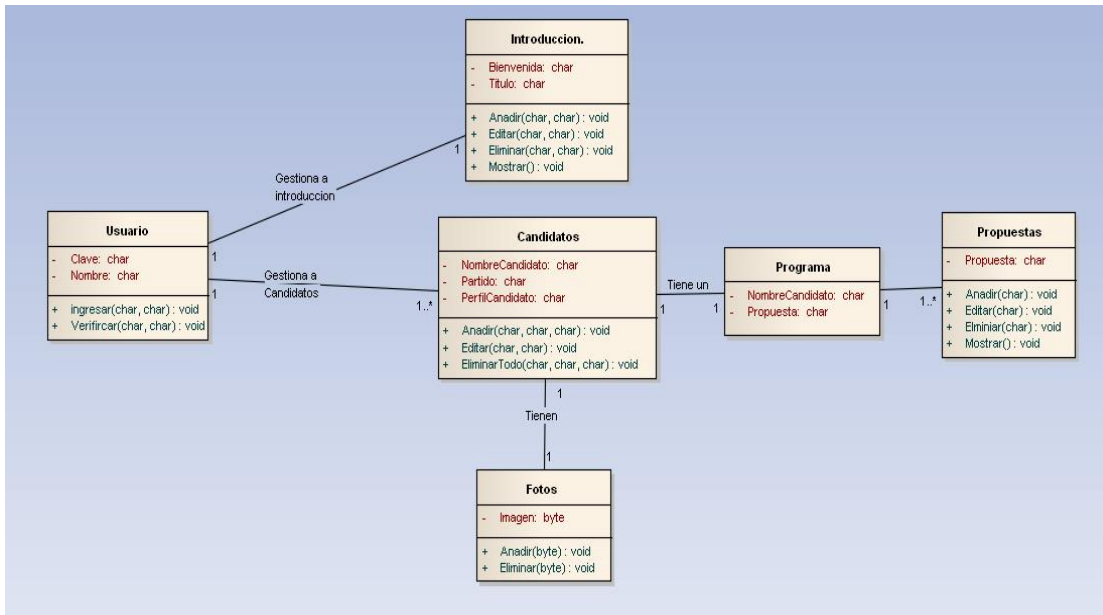 Introduccion.
- Bienvenida: char
- Titulo: char
+ Anadir(char, char) : void
+ Editar(char, char) : void
+ Eliminar(char, char) : void
+ Mostrar() : void
1
Gestiona a
introduccion
Usuario
- Clave: char
- Nombre: char
+ ingresar(char, char) : void
+ Verifircar(char, char) : void
1
1
Gestiona a
Candidatos
1..*
Candidatos
- NombreCandidato: char
- Partido: char
- PerfilCandidato: char
+ Anadir(char, char, char) : void
+ Editar(char, char) : void
+ EliminarTodo(char, char, char) : void
Tiene un
1
1
Programa
- NombreCandidato: char
- Propuesta: char
1
1..*
Propuestas
- Propuesta: char
+ Anadir(char) : void
+ Editar(char) : void
+ Elminiar(char) : void
+ Mostrar() : void
1
Tienen
1
Fotos
- Imagen: byte
+ Anadir(byte) : void
+ Eliminar(byte) : void